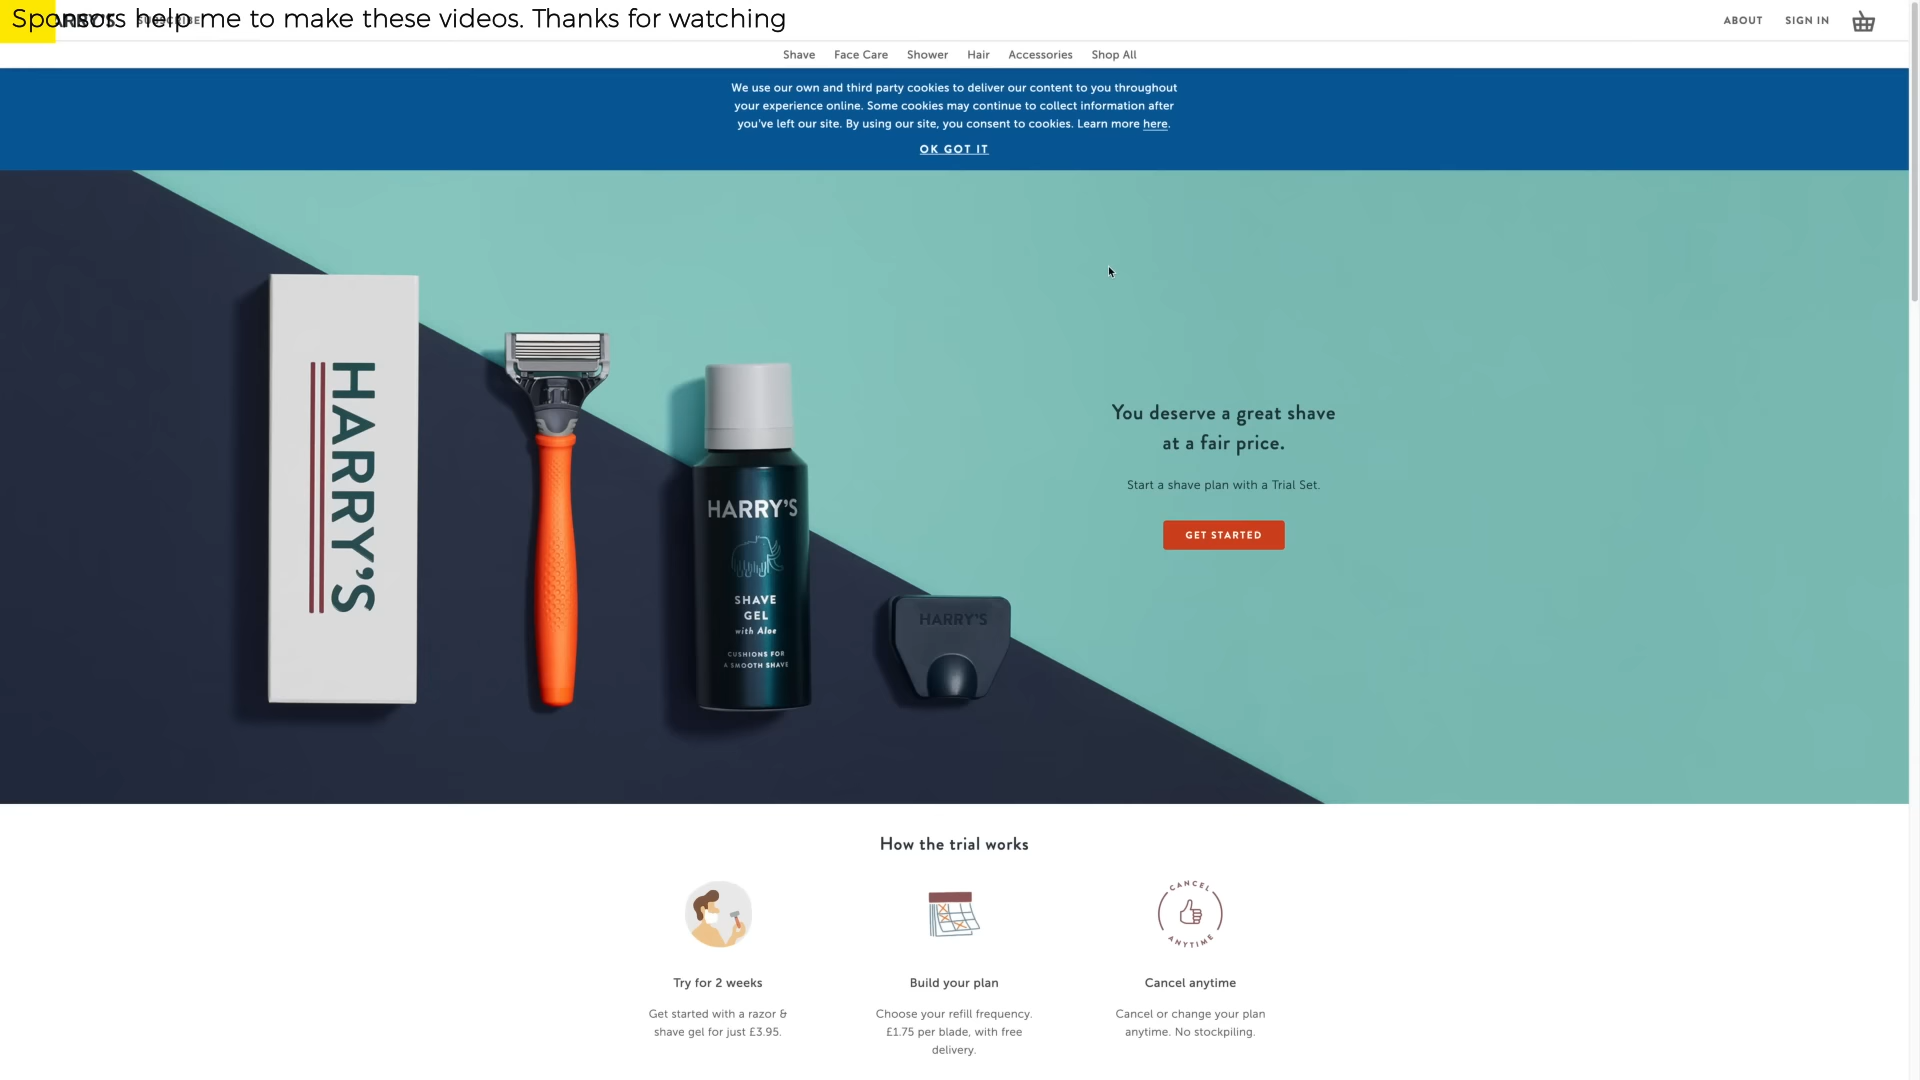 Sponsors help me to make these videos. Thanks for watching
HARRY'S SUBSCRIBE
ABOUT SIGN IN
Shave Face Care Shower Hair Accessories Shop All
We use our own and third party cookies to deliver our content to you throughout
your experience online. Some cookies may continue to collect information after
you've left our site. By using our site, you consent to cookies. Learn more here.
OK GOT IT
HARRY'S
HARRY'S
SHAVE
GEL
with Aloe
CUSHIONS FOR
A SMOOTH SHAVE
HARRY'S
You deserve a great shave
at a fair price.
Start a shave plan with a Trial Set.
GET STARTED
How the trial works
CANCEL
ANYTIME
Try for 2 weeks
Get started with a razor &
shave gel for just £3.95.
Build your plan
Choose your refill frequency.
£1.75 per blade, with free
delivery.
Cancel anytime
Cancel or change your plan
anytime. No stockpiling.